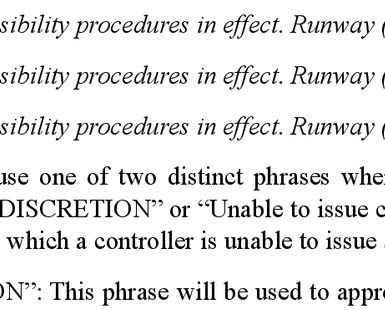 sibility procedures in effect. Runway (
sibility procedures in effect. Runway (
sibility procedures in effect. Runway (
use one of two distinct phrases whe
DISCRETION” or “Unable to issue c
which a controller is unable to issue
ON”: This phrase will be used to appro